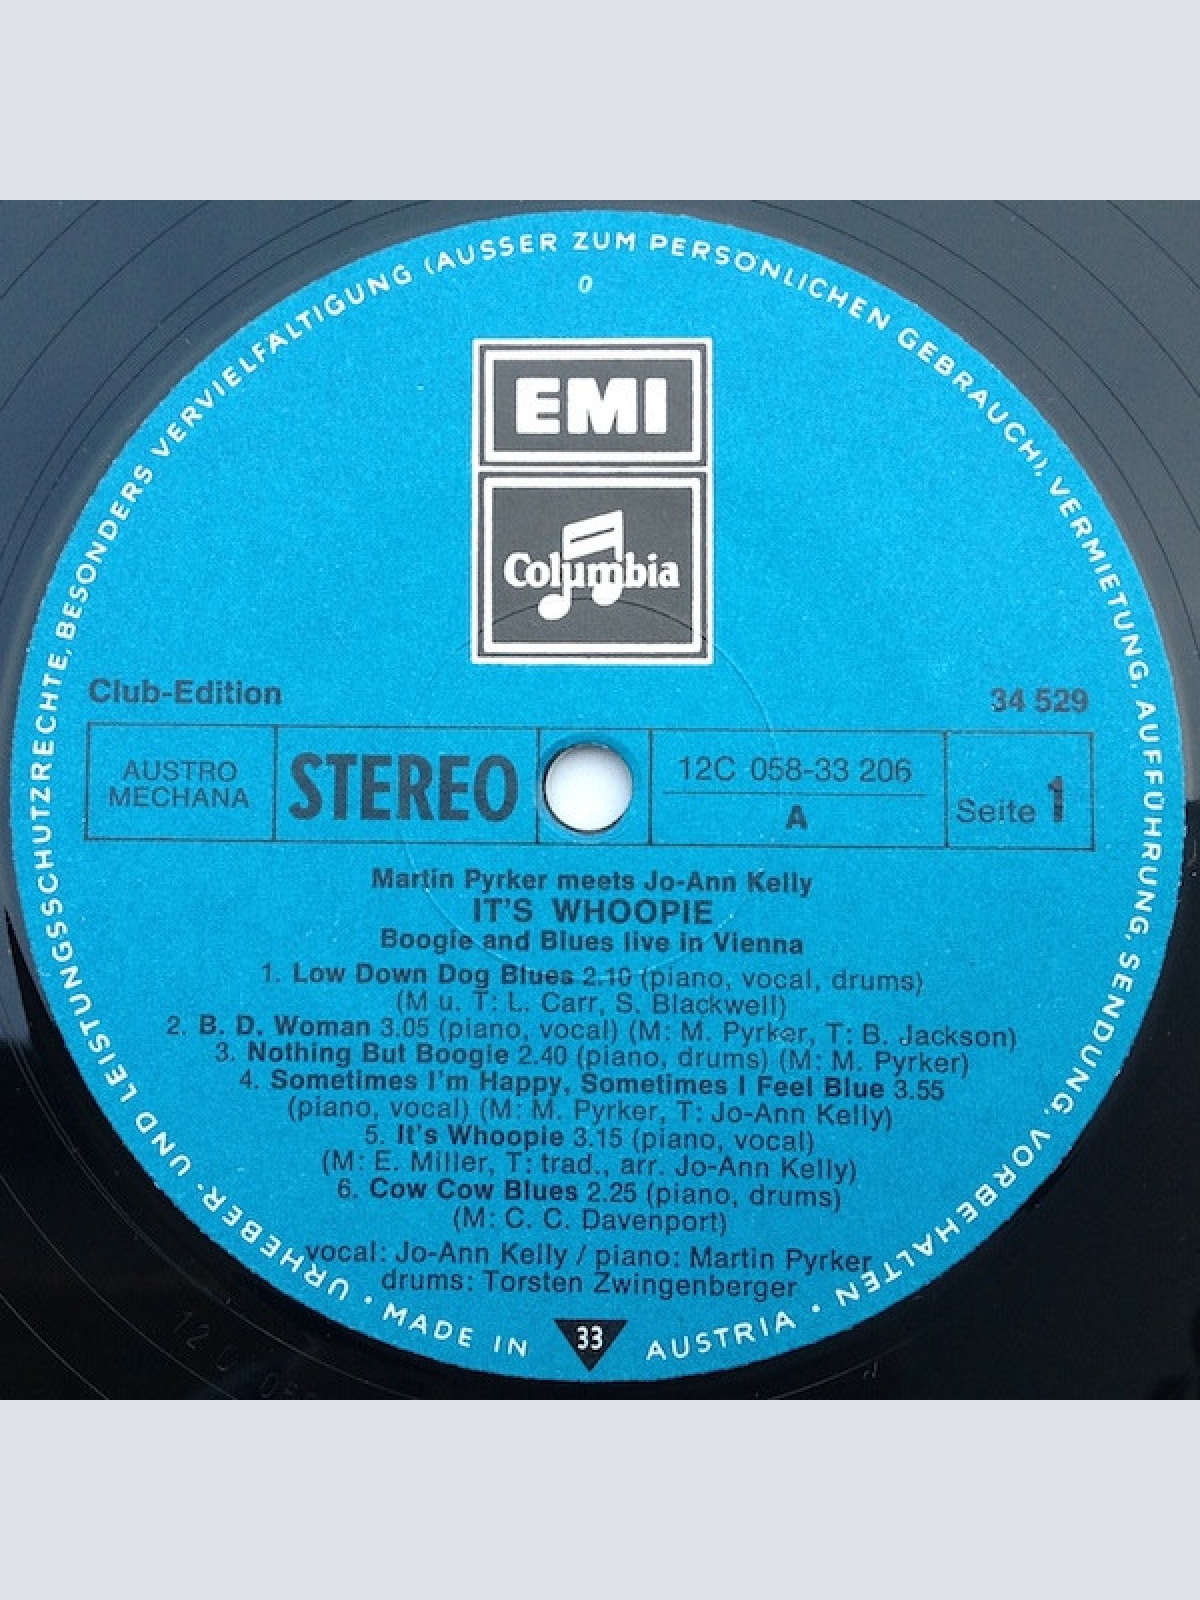 URHEBER- UND LEISTUNGSSCHUTZRECHTE, BESONDERS VERVIELFÄLTIGUNG (AUSSER ZUM PERSÖNLICHEN GEBRAUCH), VERMIETUNG, AUFFÜHRUNG, SENDUNG, VORBEHALTEN
0
EMI
Columbia
Club-Edition
34 529
AUSTRO
MECHANA
STEREO
12C 058-33 206
A
Seite 1
Martin Pyrker meets Jo-Ann Kelly
IT'S WHOOPIE
Boogie and Blues live in Vienna
1. Low Down Dog Blues 2.10 (piano, vocal, drums)
(M u. T: L. Carr, S. Blackwell)
2. B. D. Woman 3.05 (piano, vocal) (M: M. Pyrker, T: B. Jackson)
3. Nothing But Boogie 2.40 (piano, drums) (M: M. Pyrker)
4. Sometimes I'm Happy, Sometimes I Feel Blue 3.55
(piano, vocal) (M: M. Pyrker, T: Jo-Ann Kelly)
5. It's Whoopie 3.15 (piano, vocal)
(M: E. Miller, T: trad., arr. Jo-Ann Kelly)
6. Cow Cow Blues 2.25 (piano, drums)
(M: C. C. Davenport)
vocal: Jo-Ann Kelly / piano: Martin Pyrker
drums: Torsten Zwingenberger
• MADE IN 33 AUSTRIA •